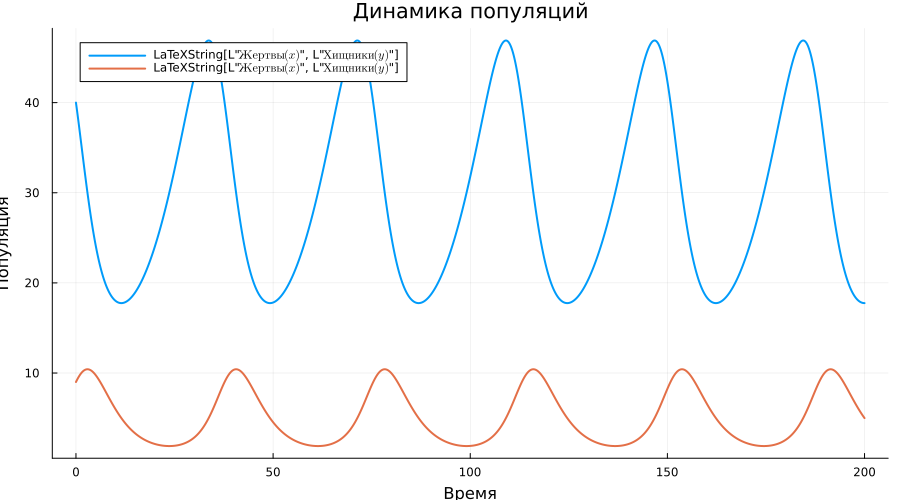 Динамика популяций
LaTeXString[L"Жертвы(x)", L"Хищники(y)"]
LaTeXString[L"Жертвы(x)", L"Хищники(y)"]
40
30
20
10
Популяция
0
50
100
150
200
Время